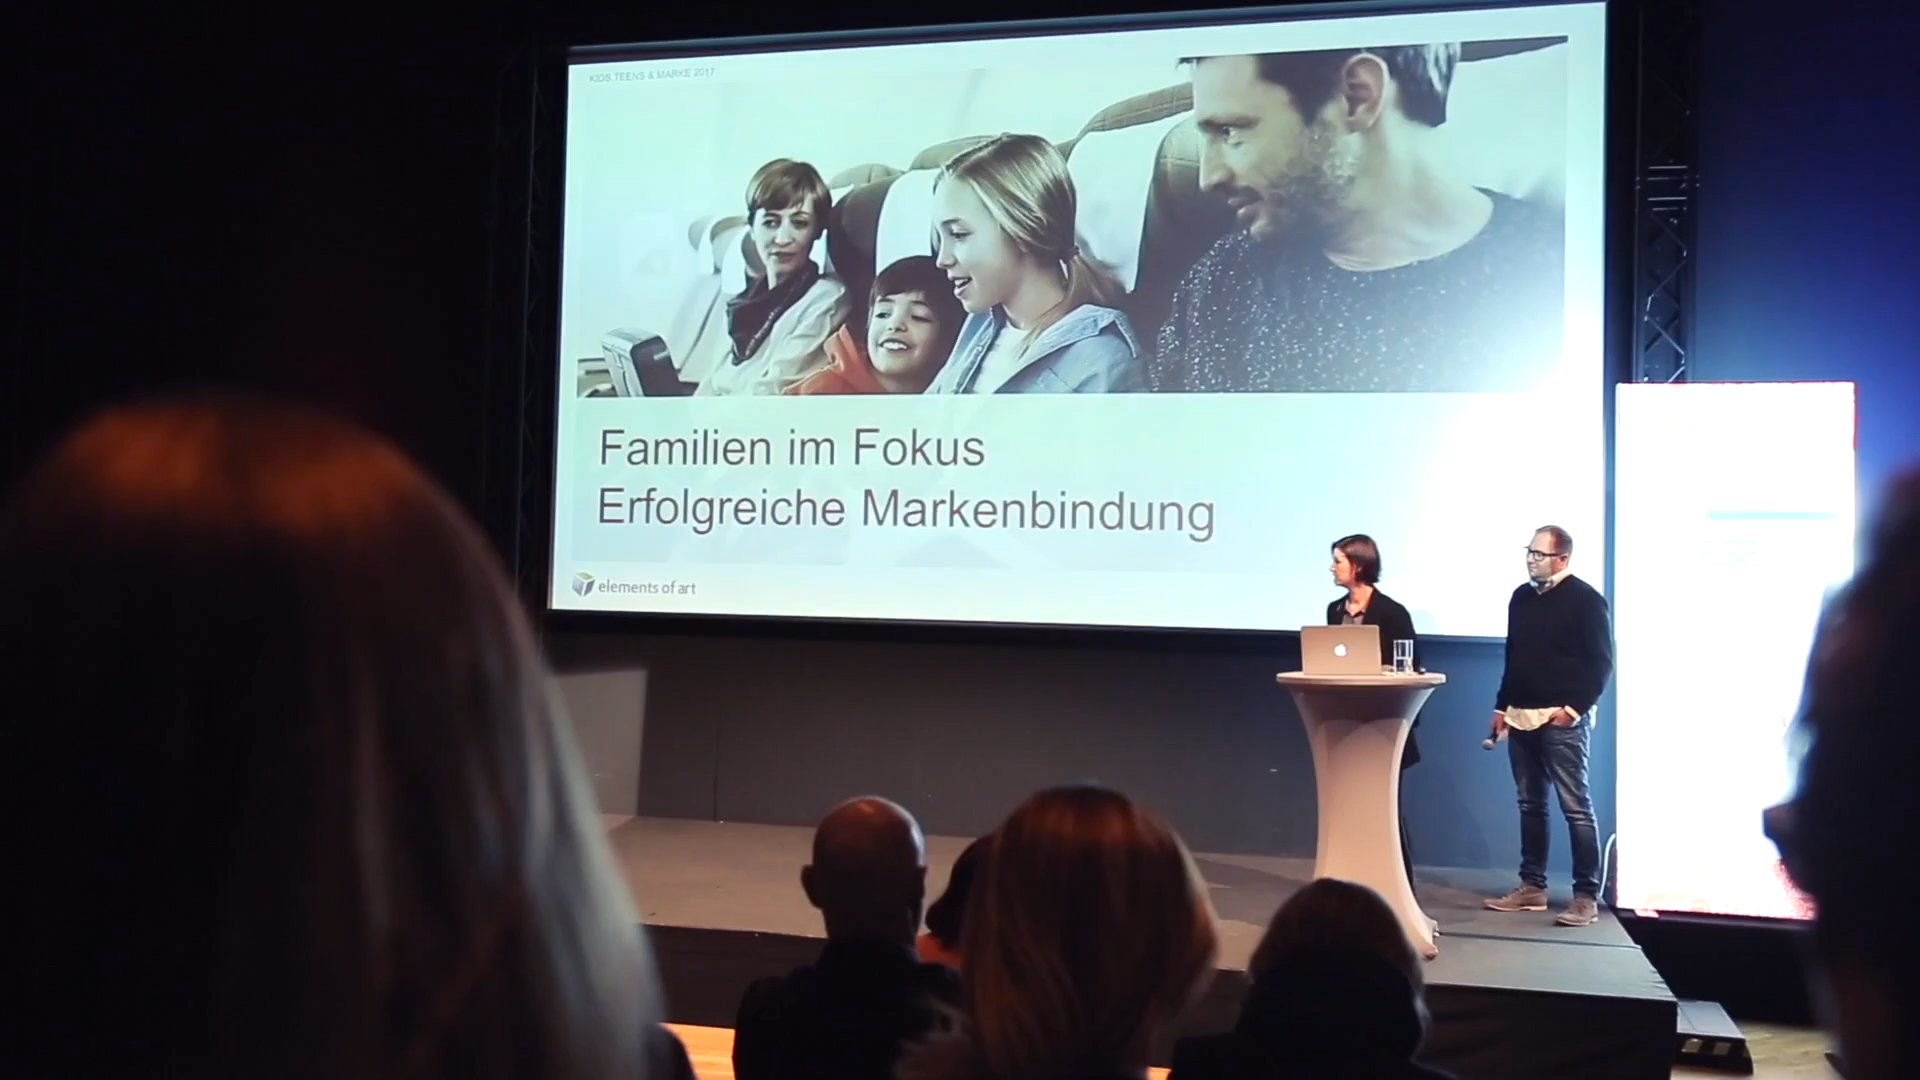 KIDS.TEENS & MARKE 2017
Familien im Fokus
Erfolgreiche Markenbindung
elements of art